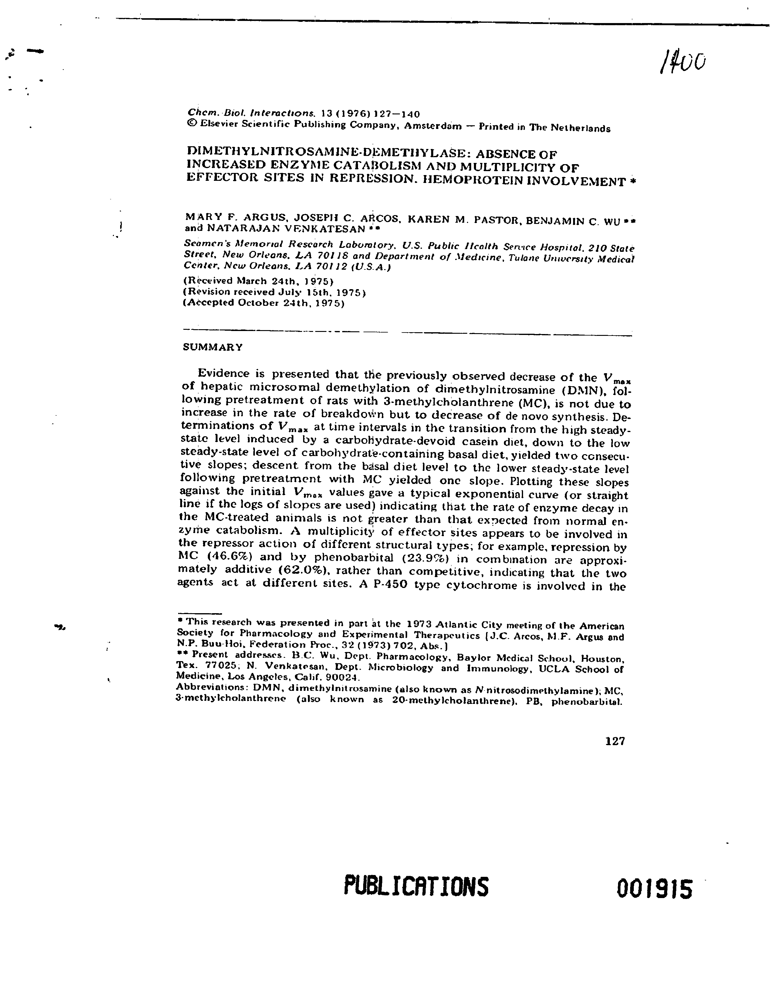 1400
Chem. Biol. Interactions, 13 (1976) 127—140
© Elsevier Scientific Publishing Company, Amsterdam — Printed in The Netherlands
DIMETHYLNITROSAMINE-DEMETHYLASE: ABSENCE OF
INCREASED ENZYME CATABOLISM AND MULTIPLICITY OF
EFFECTOR SITES IN REPRESSION. HEMOPROTEIN INVOLVEMENT *
MARY F. ARGUS, JOSEPH C. ARCOS, KAREN M. PASTOR, BENJAMIN C. WU **
and NATARAJAN VENKATESAN **
Seamen's Memorial Research Laboratory, U.S. Public Health Service Hospital, 210 State
Street, New Orleans, LA 70118 and Department of Medicine, Tulane University Medical
Center, New Orleans, LA 70112 (U.S.A.)
(Received March 24th, 1975)
(Revision received July 15th, 1975)
(Accepted October 24th, 1975)
SUMMARY
Evidence is presented that the previously observed decrease of the Vmax
of hepatic microsomal demethylation of dimethylnitrosamine (DMN), fol-
lowing pretreatment of rats with 3-methylcholanthrene (MC), is not due to
increase in the rate of breakdown but to decrease of de novo synthesis. De-
terminations of Vmax at time intervals in the transition from the high steady-
state level induced by a carbohydrate-devoid casein diet, down to the low
steady-state level of carbohydrate-containing basal diet, yielded two consecu-
tive slopes; descent from the basal diet level to the lower steady-state level
following pretreatment with MC yielded one slope. Plotting these slopes
against the initial Vmax values gave a typical exponential curve (or straight
line if the logs of slopes are used) indicating that the rate of enzyme decay in
the MC-treated animals is not greater than that expected from normal en-
zyme catabolism. A multiplicity of effector sites appears to be involved in
the repressor action of different structural types; for example, repression by
MC (46.6%) and by phenobarbital (23.9%) in combination are approxi-
mately additive (62.0%), rather than competitive, indicating that the two
agents act at different sites. A P-450 type cytochrome is involved in the
* This research was presented in part at the 1973 Atlantic City meeting of the American
Society for Pharmacology and Experimental Therapeutics [J.C. Arcos, M.F. Argus and
N.P. Buu-Hoi, Federation Proc., 32 (1973) 702, Abs.]
** Present addresses. B.C. Wu, Dept. Pharmacology, Baylor Medical School, Houston,
Tex. 77025; N. Venkatesan, Dept. Microbiology and Immunology, UCLA School of
Medicine, Los Angeles, Calif. 90024.
Abbreviations: DMN, dimethylnitrosamine (also known as N-nitrosodimethylamine); MC,
3-methylcholanthrene (also known as 20-methylcholanthrene), PB, phenobarbital.
127
PUBLICATIONS 001915